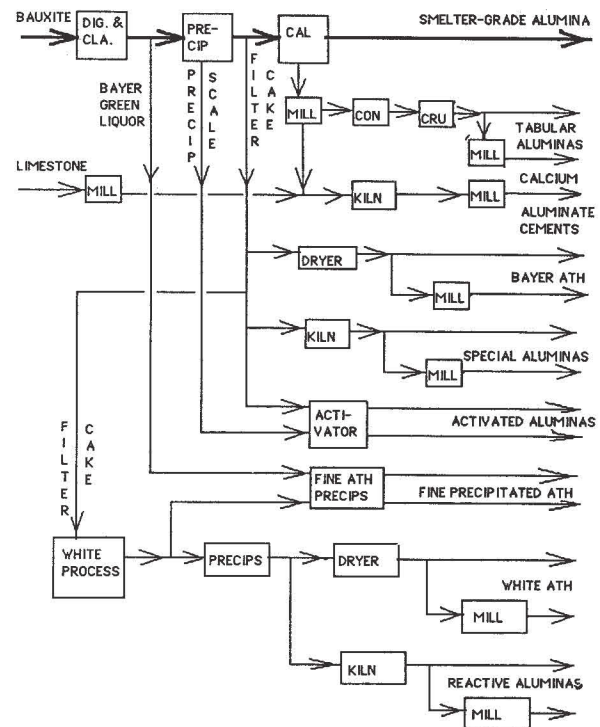 BAUXITE
DIG. &
CLA.
PRE-
CIP
CAL
SMELTER-GRADE ALUMINA
BAYER
GREEN
LIQUOR
PRECIP
SCALE
FILTER
CAKE
MILL
CON
CRU
TABULAR
ALUMINAS
MILL
LIMESTONE
MILL
KILN
MILL
CALCIUM
ALUMINATE
CEMENTS
DRYER
BAYER ATH
MILL
KILN
SPECIAL ALUMINAS
MILL
FILTER
CAKE
ACTI-
VATOR
ACTIVATED ALUMINAS
FINE ATH
PRECIPS
FINE PRECIPITATED ATH
WHITE
PROCESS
PRECIPS
DRYER
WHITE ATH
MILL
KILN
REACTIVE ALUMINAS
MILL